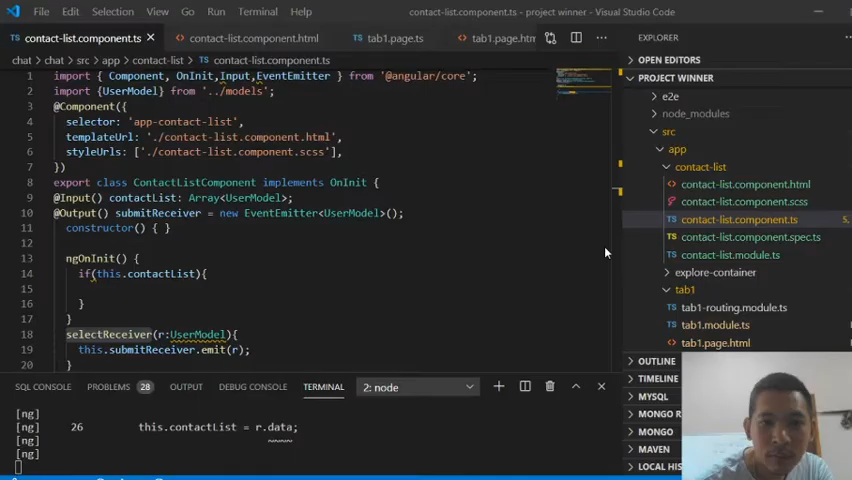 File Edit Selection View Go Run Terminal Help contact-list.component.ts - project winner - Visual Studio Code
contact-list.component.ts contact-list.component.html tab1.page.ts tab1.page.htm
chat > chat > src > app > contact-list > contact-list.component.ts
1 import { Component, OnInit,Input,EventEmitter } from '@angular/core';
2 import {UserModel} from '../models';
3 @Component({
4 selector: 'app-contact-list',
5 templateUrl: './contact-list.component.html',
6 styleUrls: ['./contact-list.component.scss'],
7 })
8 export class ContactListComponent implements OnInit {
9 @Input() contactList: Array<UserModel>;
10 @Output() submitReceiver = new EventEmitter<UserModel>();
11 constructor() { }
12
13 ngOnInit() {
14 if(this.contactList){
15
16 }
17 }
18 selectReceiver(r:UserModel){
19 this.submitReceiver.emit(r);
20 }
EXPLORER
OPEN EDITORS
PROJECT WINNER
e2e
node_modules
src
app
contact-list
contact-list.component.html
contact-list.component.scss
contact-list.component.ts 5,
contact-list.component.spec.ts
contact-list.module.ts
explore-container
tab1
tab1-routing.module.ts
tab1.module.ts
tab1.page.html
OUTLINE
TIMELINE
MYSQL
MONGO R
MONGO
MAVEN
LOCAL HIS
SQL CONSOLE PROBLEMS 28 OUTPUT DEBUG CONSOLE TERMINAL 2: node
[ng]
[ng] 26 this.contactList = r.data;
[ng] ~~~~
[ng]